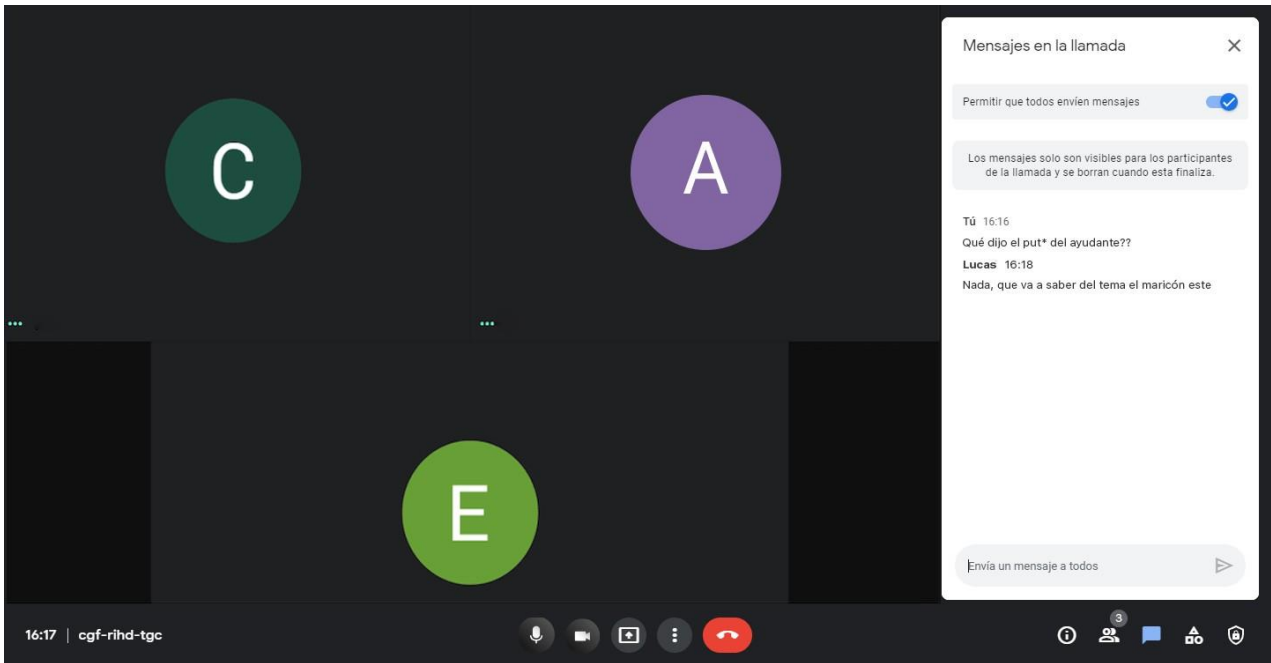 C
A
E
Mensajes en la llamada
Permitir que todos envíen mensajes
Los mensajes solo son visibles para los participantes
de la llamada y se borran cuando esta finaliza.
Tú 16:16
Qué dijo el put* del ayudante??
Lucas 16:18
Nada, que va a saber del tema el maricón este
Envía un mensaje a todos
16:17 | cgf-rihd-tgc
3